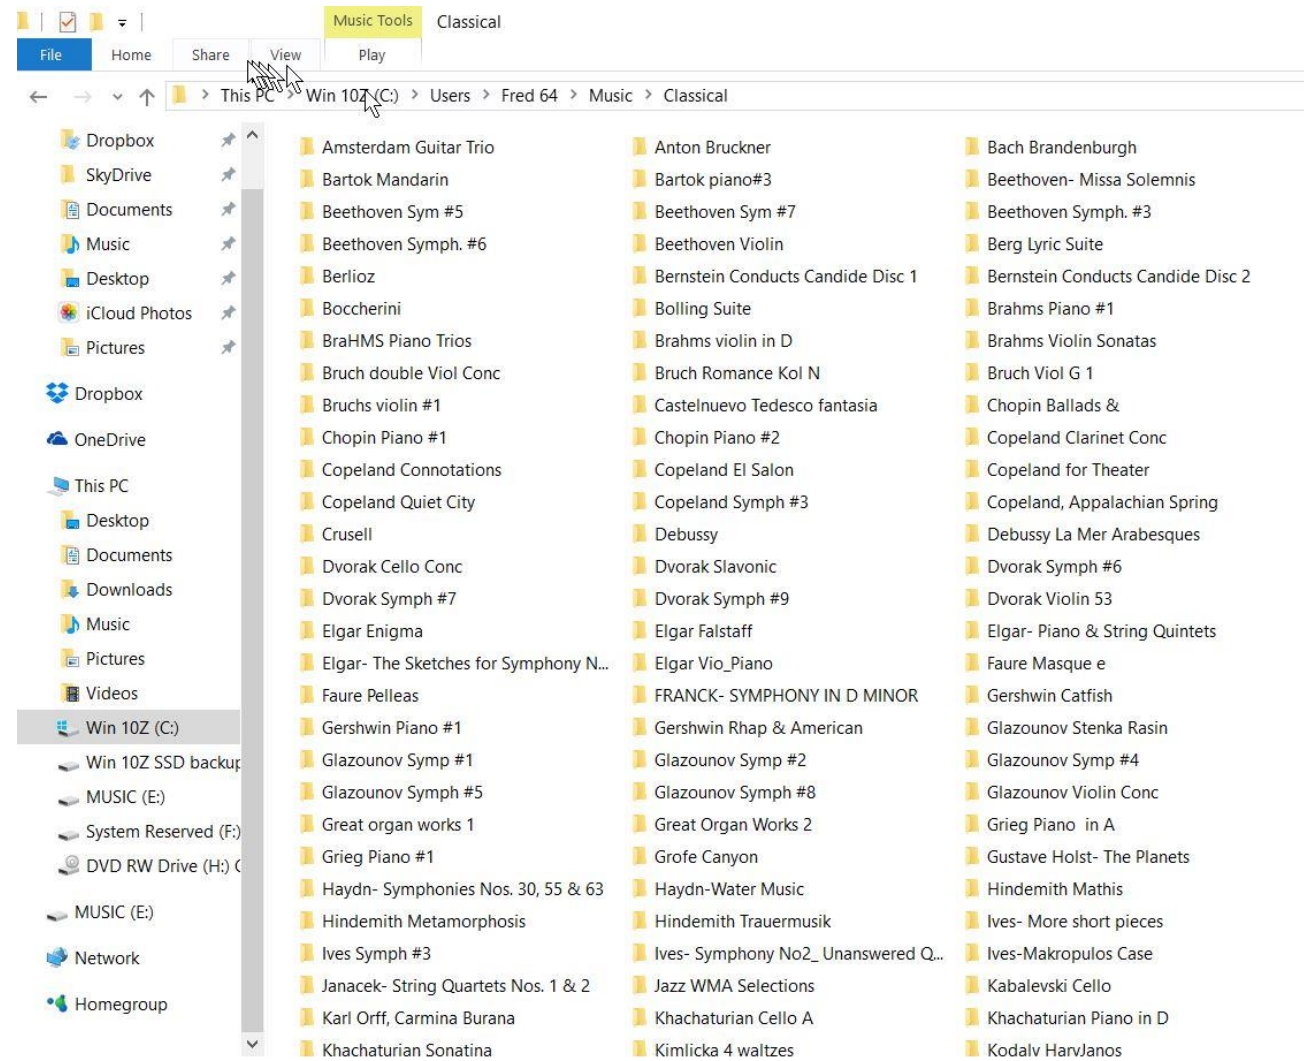 Music Tools Classical
File Home Share View Play
This PC > Win 10Z (C:) > Users > Fred 64 > Music > Classical
Dropbox
SkyDrive
Documents
Music
Desktop
iCloud Photos
Pictures
Dropbox
OneDrive
This PC
Desktop
Documents
Downloads
Music
Pictures
Videos
Win 10Z (C:)
Win 10Z SSD backup
MUSIC (E:)
System Reserved (F:)
DVD RW Drive (H:) C
MUSIC (E:)
Network
Homegroup
Amsterdam Guitar Trio Anton Bruckner Bach Brandenburgh
Bartok Mandarin Bartok piano#3 Beethoven- Missa Solemnis
Beethoven Sym #5 Beethoven Sym #7 Beethoven Symph. #3
Beethoven Symph. #6 Beethoven Violin Berg Lyric Suite
Berlioz Bernstein Conducts Candide Disc 1 Bernstein Conducts Candide Disc 2
Boccherini Bolling Suite Brahms Piano #1
BraHMS Piano Trios Brahms violin in D Brahms Violin Sonatas
Bruch double Viol Conc Bruch Romance Kol N Bruch Viol G 1
Bruchs violin #1 Castelnuevo Tedesco fantasia Chopin Ballads &
Chopin Piano #1 Chopin Piano #2 Copeland Clarinet Conc
Copeland Connotations Copeland El Salon Copeland for Theater
Copeland Quiet City Copeland Symph #3 Copeland, Appalachian Spring
Crusell Debussy Debussy La Mer Arabesques
Dvorak Cello Conc Dvorak Slavonic Dvorak Symph #6
Dvorak Symph #7 Dvorak Symph #9 Dvorak Violin 53
Elgar Enigma Elgar Falstaff Elgar- Piano & String Quintets
Elgar- The Sketches for Symphony N... Elgar Vio_Piano Faure Masque e
Faure Pelleas FRANCK- SYMPHONY IN D MINOR Gershwin Catfish
Gershwin Piano #1 Gershwin Rhap & American Glazounov Stenka Rasin
Glazounov Symp #1 Glazounov Symp #2 Glazounov Symp #4
Glazounov Symph #5 Glazounov Symph #8 Glazounov Violin Conc
Great organ works 1 Great Organ Works 2 Grieg Piano in A
Grieg Piano #1 Grofe Canyon Gustave Holst- The Planets
Haydn- Symphonies Nos. 30, 55 & 63 Haydn-Water Music Hindemith Mathis
Hindemith Metamorphosis Hindemith Trauermusik Ives- More short pieces
Ives Symph #3 Ives- Symphony No2_ Unanswered Q... Ives-Makropulos Case
Janacek- String Quartets Nos. 1 & 2 Jazz WMA Selections Kabalevski Cello
Karl Orff, Carmina Burana Khachaturian Cello A Khachaturian Piano in D
Khachaturian Sonatina Kimlicka 4 waltzes Kodaly HaryJanos